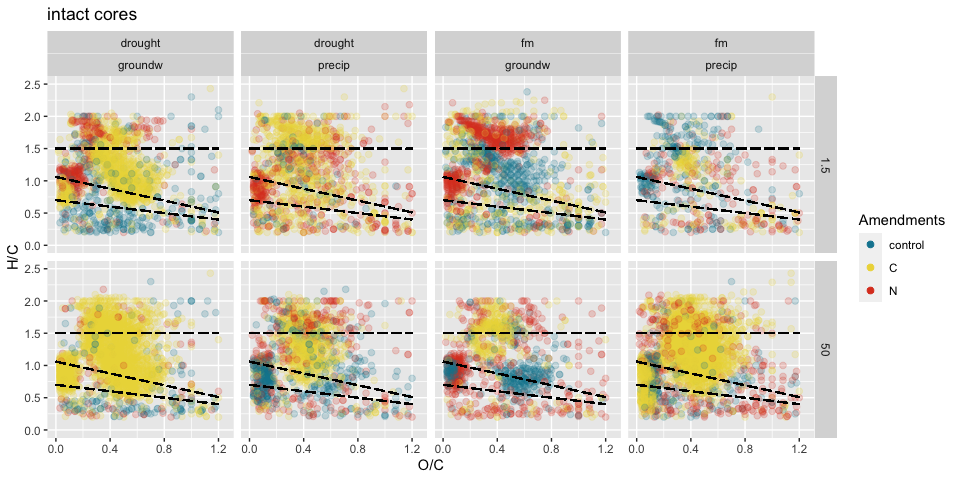 intact cores
drought drought fm fm
groundw precip groundw precip
2.5
2.0
1.5
1.0
0.5
0.0
1.5
2.5
2.0
1.5
1.0
0.5
0.0
50
H/C
0.0 0.4 0.8 1.2 0.0 0.4 0.8 1.2 0.0 0.4 0.8 1.2 0.0 0.4 0.8 1.2
O/C
Amendments
control
C
N